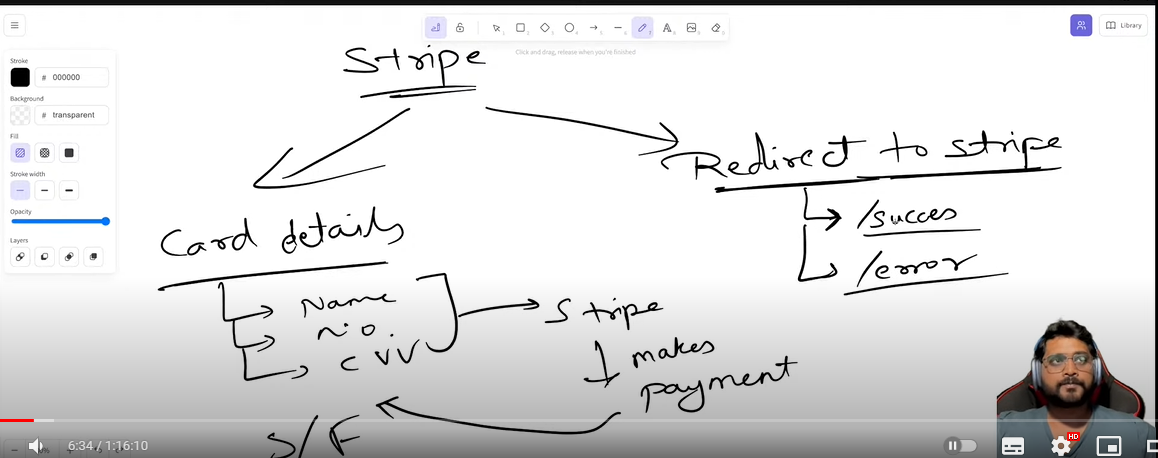 Library
Click and drag, release when you're finished
Stroke
# 000000
Background
# transparent
Fill
Stroke width
Opacity
Layers
Stripe
Redirect to stripe
/succes
/error
Card details
Name
n.o.
CVV
Stripe
makes
payment
S/F
6:34 / 1:16:10
HD